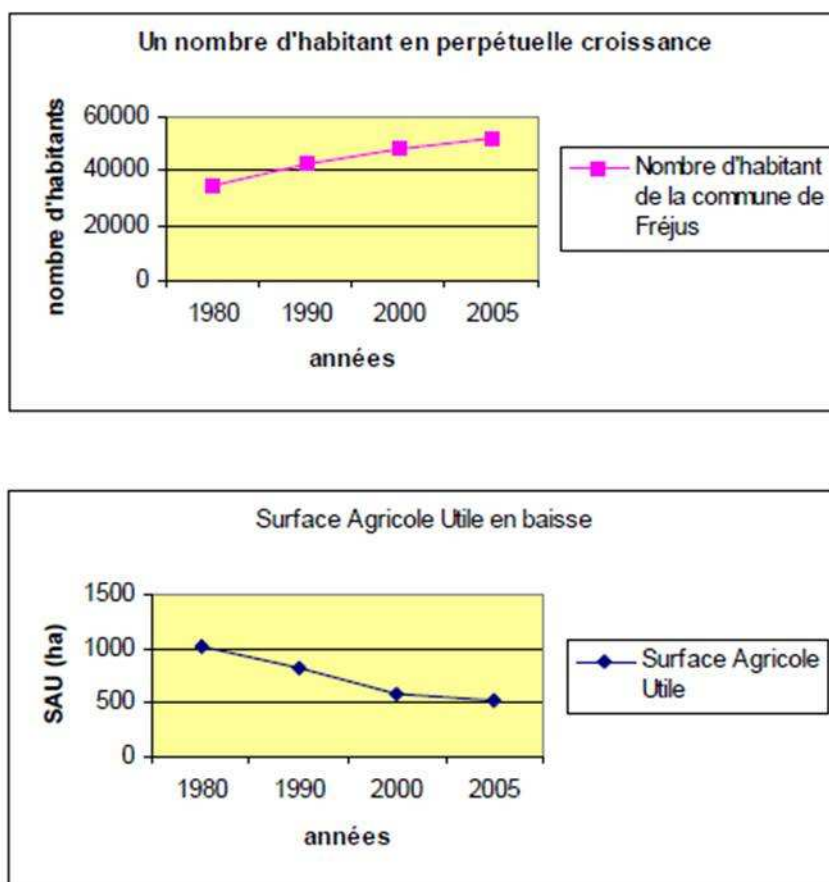 Un nombre d'habitant en perpétuelle croissance
nombre d'habitants
60000
40000
20000
0
1980 1990 2000 2005
années
Nombre d'habitant
de la commune de
Fréjus
Surface Agricole Utile en baisse
SAU (ha)
1500
1000
500
0
1980 1990 2000 2005
années
Surface Agricole
Utile